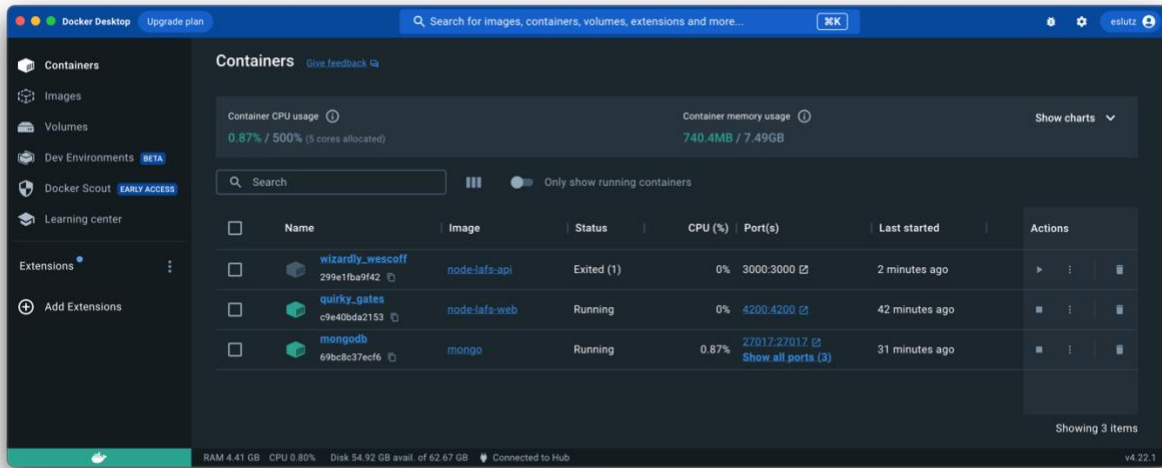 Docker Desktop Upgrade plan Search for images, containers, volumes, extensions and more... ⌘K eslutz
Containers
Images
Volumes
Dev Environments BETA
Docker Scout EARLY ACCESS
Learning center
Extensions
Add Extensions
Containers Give feedback
Container CPU usage
0.87% / 500% (5 cores allocated)
Container memory usage
740.4MB / 7.49GB
Show charts
Search Only show running containers
Name Image Status CPU (%) Port(s) Last started Actions
wizardly_wescoff
299e1fba9f42
node-lafs-api Exited (1) 0% 3000:3000 2 minutes ago
quirky_gates
c9e40bda2153
node-lafs-web Running 0% 4200:4200 42 minutes ago
mongodb
69bc8c37ecf6
mongo Running 0.87% 27017:27017
Show all ports (3)
31 minutes ago
Showing 3 items
RAM 4.41 GB CPU 0.80% Disk 54.92 GB avail. of 62.67 GB Connected to Hub v4.22.1